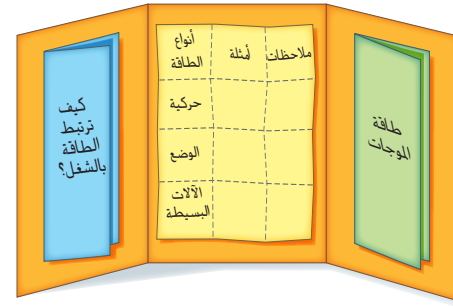 طاقة
الموجات
أنواع
الطاقة
أمثلة
ملاحظات
حركية
الوضع
الآلات
البسيطة
كيف
ترتبط
الطاقة
بالشغل؟